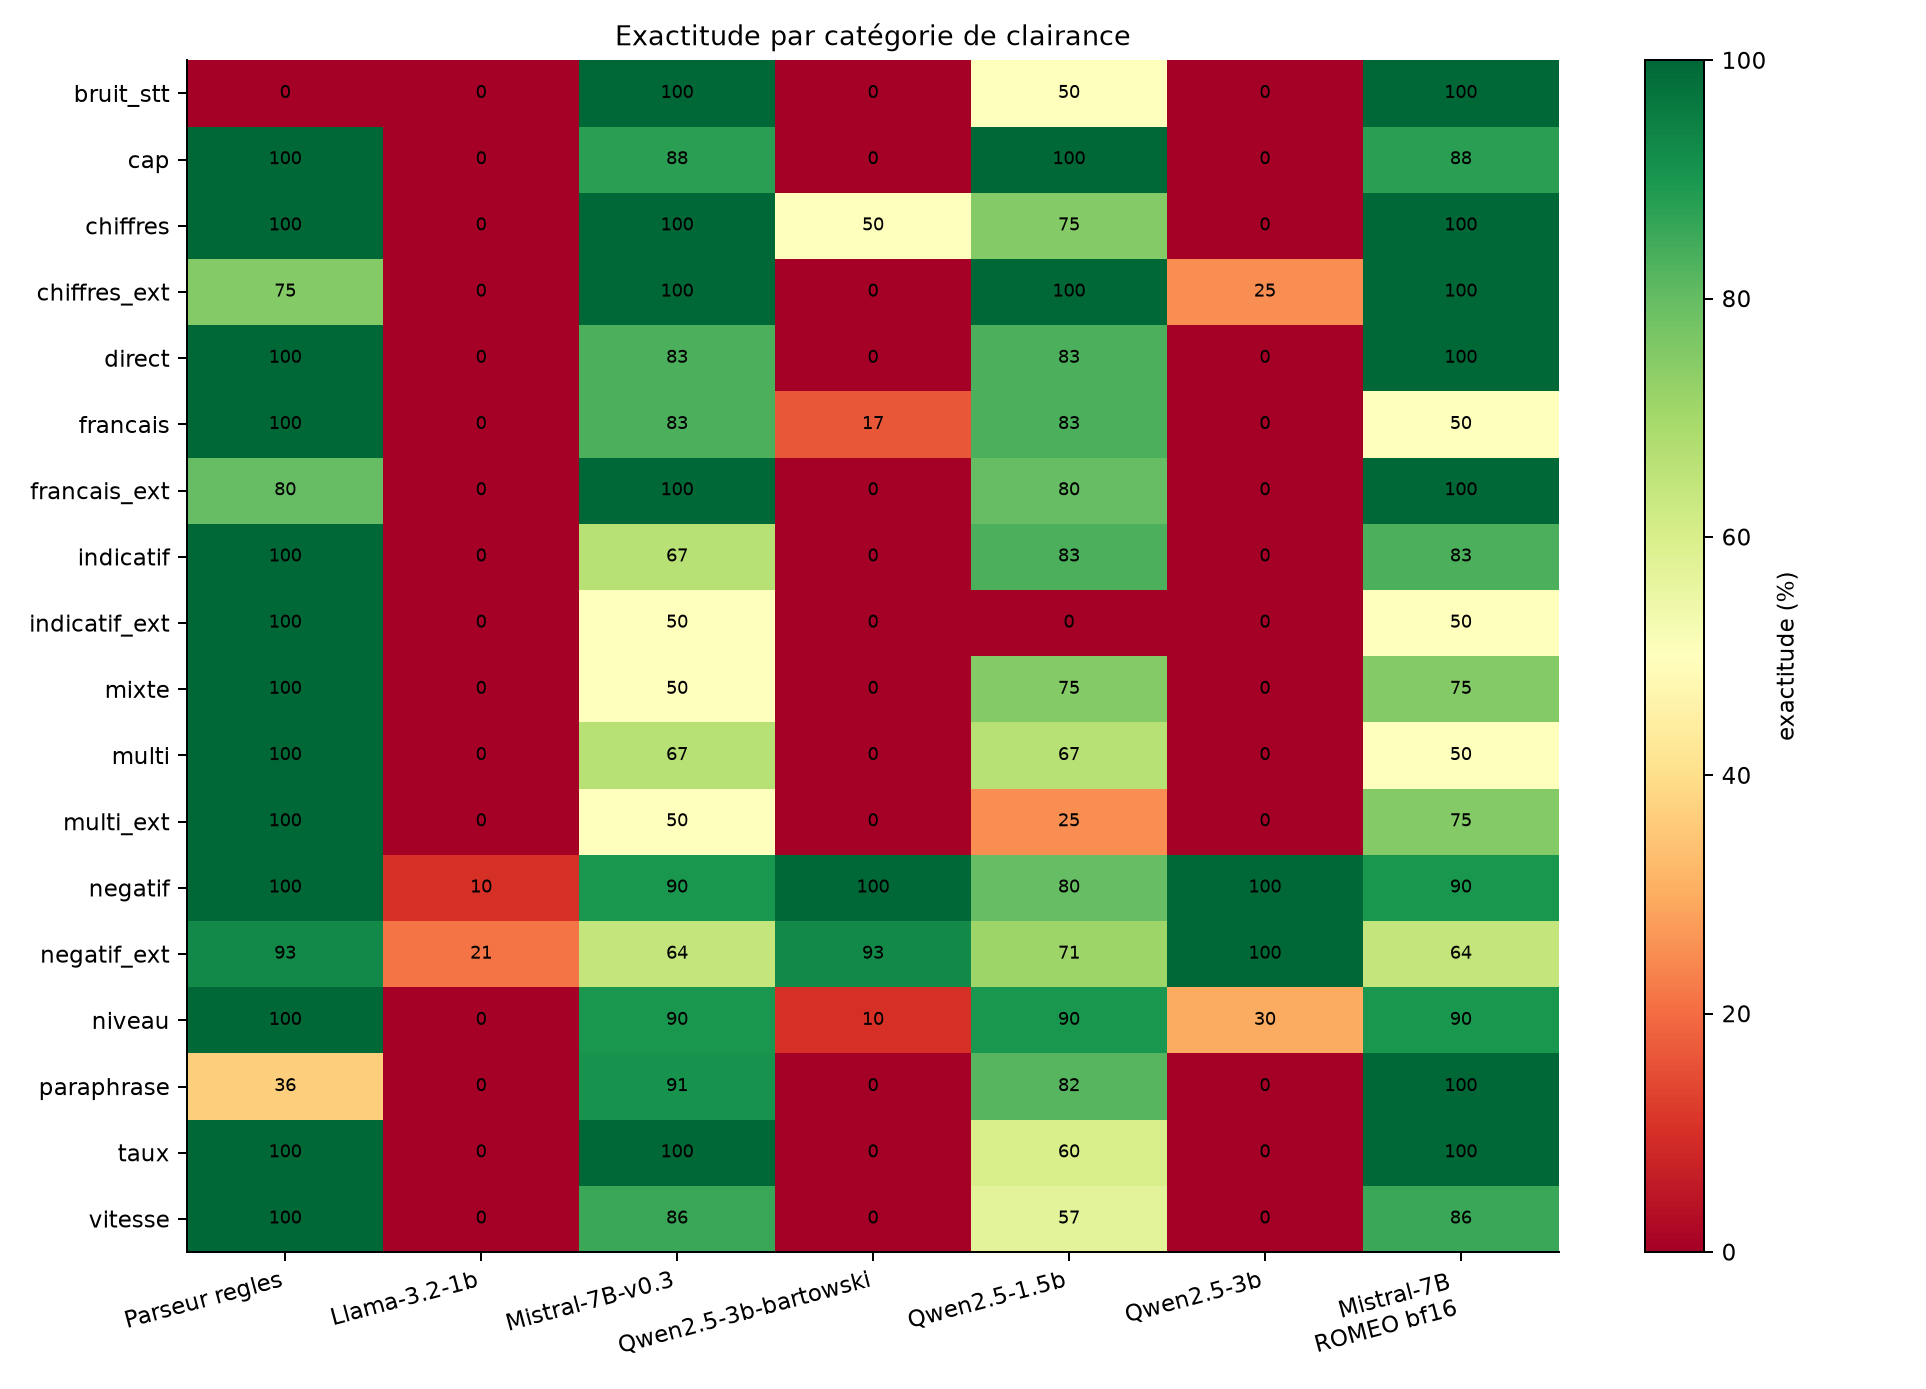 Exactitude par catégorie de clairance
bruit_stt 0 0 100 0 50 0 100
cap 100 0 88 0 100 0 88
chiffres 100 0 100 50 75 0 100
chiffres_ext 75 0 100 0 100 25 100
direct 100 0 83 0 83 0 100
francais 100 0 83 17 83 0 50
francais_ext 80 0 100 0 80 0 100
indicatif 100 0 67 0 83 0 83
indicatif_ext 100 0 50 0 0 0 50
mixte 100 0 50 0 75 0 75
multi 100 0 67 0 67 0 50
multi_ext 100 0 50 0 25 0 75
negatif 100 10 90 100 80 100 90
negatif_ext 93 21 64 93 71 100 64
niveau 100 0 90 10 90 30 90
paraphrase 36 0 91 0 82 0 100
taux 100 0 100 0 60 0 100
vitesse 100 0 86 0 57 0 86
Parseur regles
Llama-3.2-1b
Mistral-7B-v0.3
Qwen2.5-3b-bartowski
Qwen2.5-1.5b
Qwen2.5-3b
Mistral-7B
ROMEO bf16
100
80
60
40
20
0
exactitude (%)